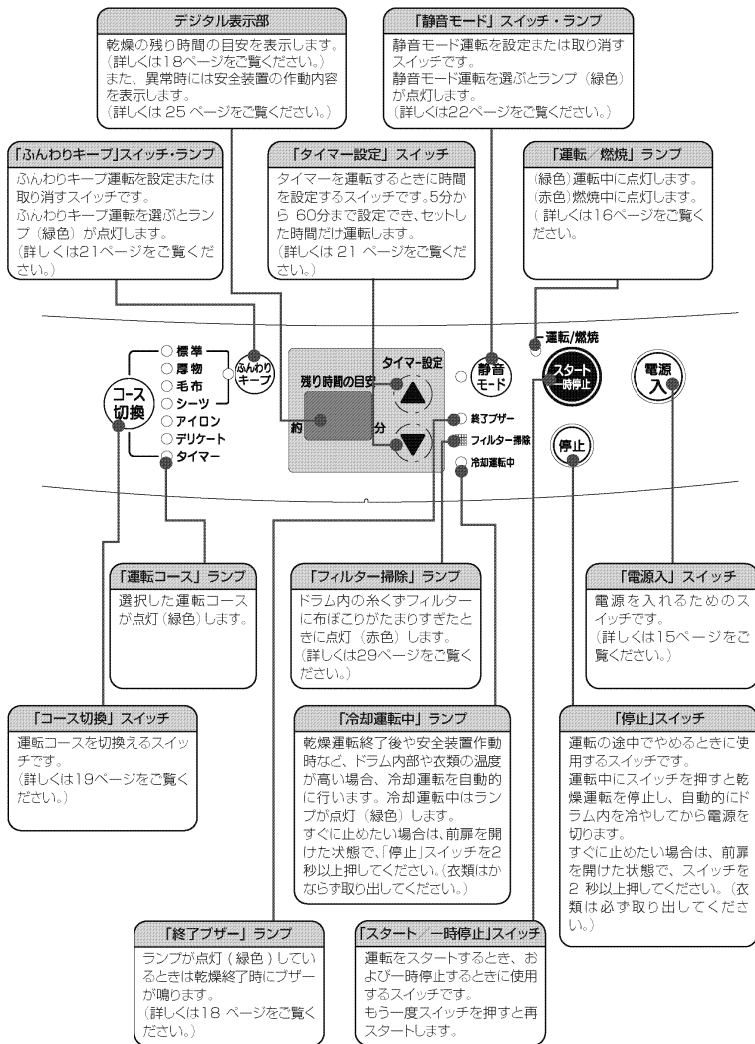 デジタル表示部
乾燥の残り時間の目安を表示します。
(詳しくは18ページをご覧ください。)
また、異常時には安全装置の作動内容
を表示します。
(詳しくは 25 ページをご覧ください。)
「静音モード」スイッチ・ランプ
静音モード運転を設定または取り消す
スイッチです。
静音モード運転を選ぶとランプ（緑色）
が点灯します。
(詳しくは22ページをご覧ください。)
「ふんわりキープ」スイッチ・ランプ
ふんわりキープ運転を設定または
取り消すスイッチです。
ふんわりキープ運転を選ぶとラン
プ（緑色）が点灯します。
(詳しくは21ページをご覧くだ
さい。)
「タイマー設定」スイッチ
タイマーを運転するときに時間
を設定するスイッチです。5分か
ら 60分まで設定でき、セットし
た時間だけ運転します。
(詳しくは 21 ページをご覧くだ
さい。)
「運転／燃焼」ランプ
(緑色)運転中に点灯します。
(赤色)燃焼中に点灯します。
( 詳しくは16ページをご覧く
ださい。
コース
切換
標準
厚物
毛布
シーツ
アイロン
デリケート
タイマー
ふんわり
キープ
残り時間の目安
約
分
タイマー設定
▲
▼
静音
モード
終了ブザー
フィルター掃除
冷却運転中
運転/燃焼
スタート
一時停止
停止
電源
入
「運転コース」ランプ
選択した運転コース
が点灯(緑色)します。
「フィルター掃除」ランプ
ドラム内の糸くずフィルター
に布ぼこりがたまりすぎたと
きに点灯（赤色）します。
(詳しくは29ページをご覧く
ださい。)
「電源入」スイッチ
電源を入れるためのス
イッチです。
(詳しくは15ページをご
覧ください。)
「コース切換」スイッチ
運転コースを切換えるスイッ
チです。
(詳しくは19ページをご覧く
ださい。)
「冷却運転中」ランプ
乾燥運転終了後や安全装置作動
時など、ドラム内部や衣類の温度
が高い場合、冷却運転を自動的
に行います。冷却運転中はラン
プが点灯（緑色）します。
すぐに止めたい場合は、前扉を開
けた状態で、「停止」スイッチを2
秒以上押してください。(衣類はか
ならず取り出してください。)
「停止」スイッチ
運転の途中でやめるときに使
用するスイッチです。
運転中にスイッチを押すと乾
燥運転を停止し、自動的にド
ラム内を冷やしてから電源を
切ります。
すぐに止めたい場合は、前扉
を開けた状態で、スイッチを
2 秒以上押してください。（衣
類は必ず取り出してくださ
い。）
「終了ブザー」ランプ
ランプが点灯 ( 緑色 ) してい
るときは乾燥終了時にブザー
が鳴ります。
(詳しくは18 ページをご覧く
ださい。)
「スタート／一時停止」スイッチ
運転をスタートするとき、お
よび一時停止するときに使用
するスイッチです。
もう一度スイッチを押すと再
スタートします。